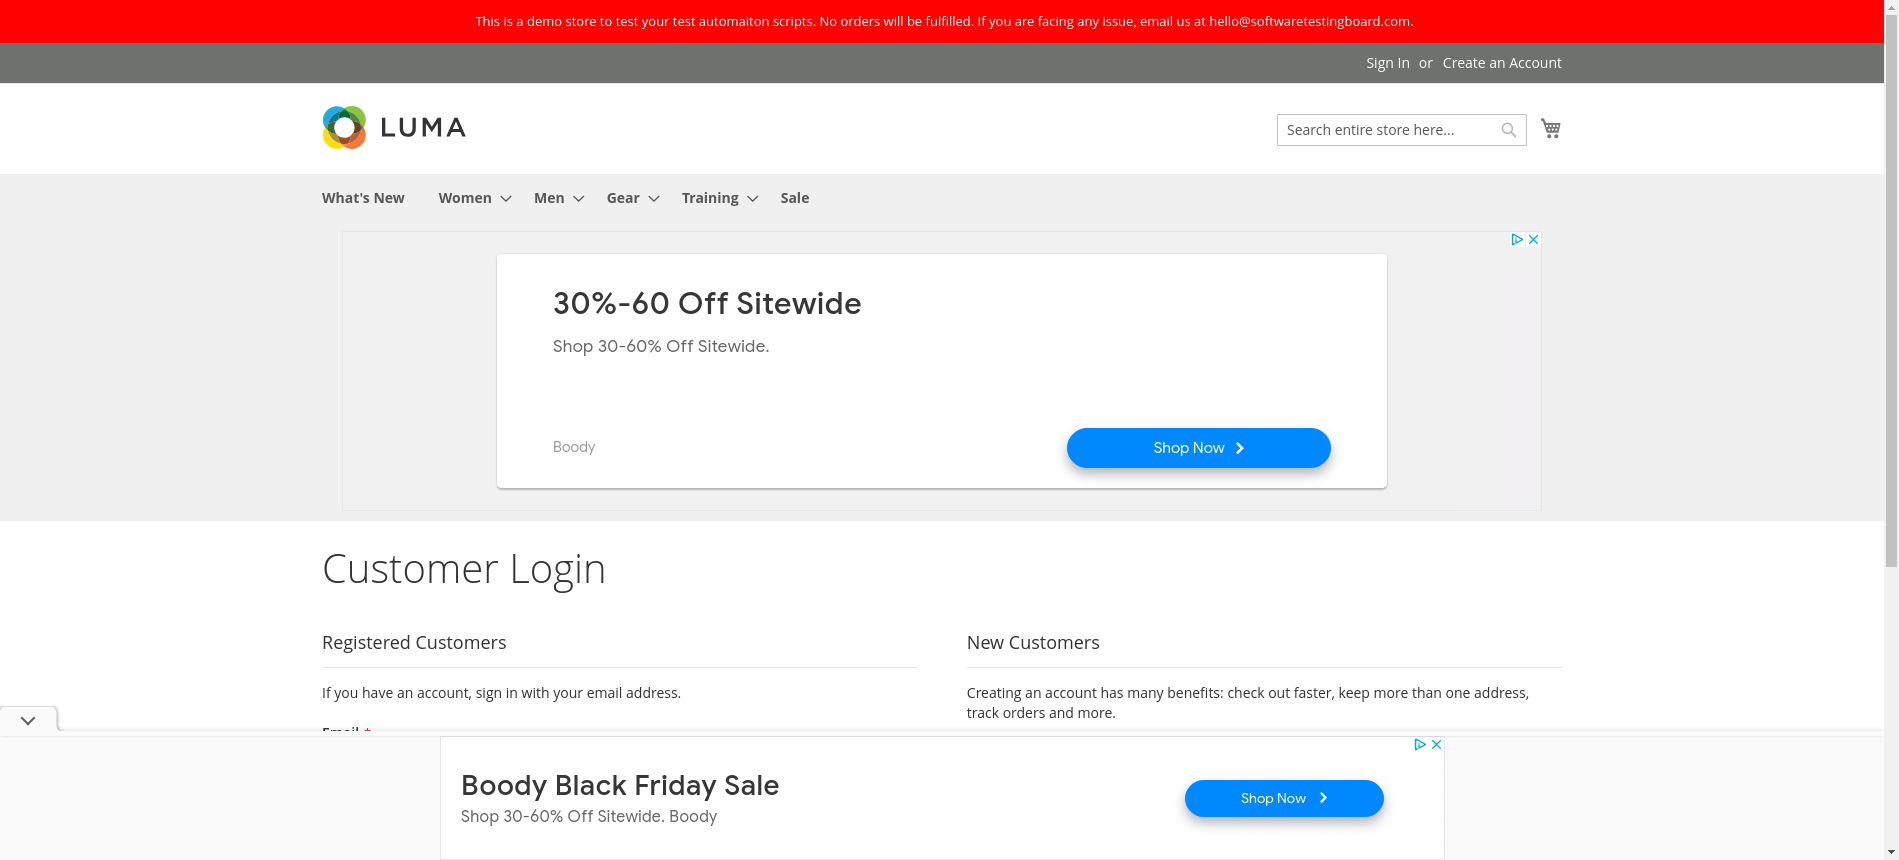 This is a demo store to test your test automaiton scripts. No orders will be fulfilled. If you are facing any issue, email us at hello@softwaretestingboard.com.
Sign In or Create an Account
LUMA
Search entire store here...
What's New Women Men Gear Training Sale
30%-60 Off Sitewide
Shop 30-60% Off Sitewide.
Boody
Shop Now
Customer Login
Registered Customers
If you have an account, sign in with your email address.
Email *
New Customers
Creating an account has many benefits: check out faster, keep more than one address,
track orders and more.
Boody Black Friday Sale
Shop 30-60% Off Sitewide. Boody
Shop Now